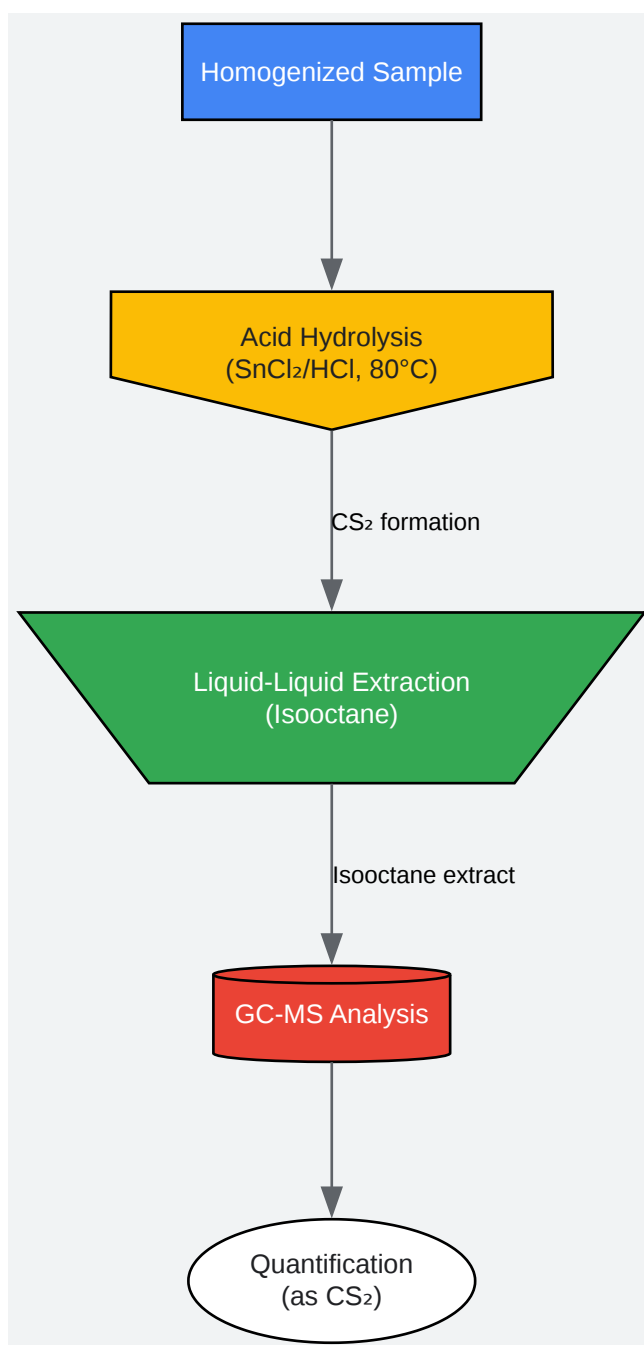 Homogenized Sample
Acid Hydrolysis
(SnCl₂/HCl, 80°C)
CS₂ formation
Liquid-Liquid Extraction
(Isooctane)
Isooctane extract
GC-MS Analysis
Quantification
(as CS₂)